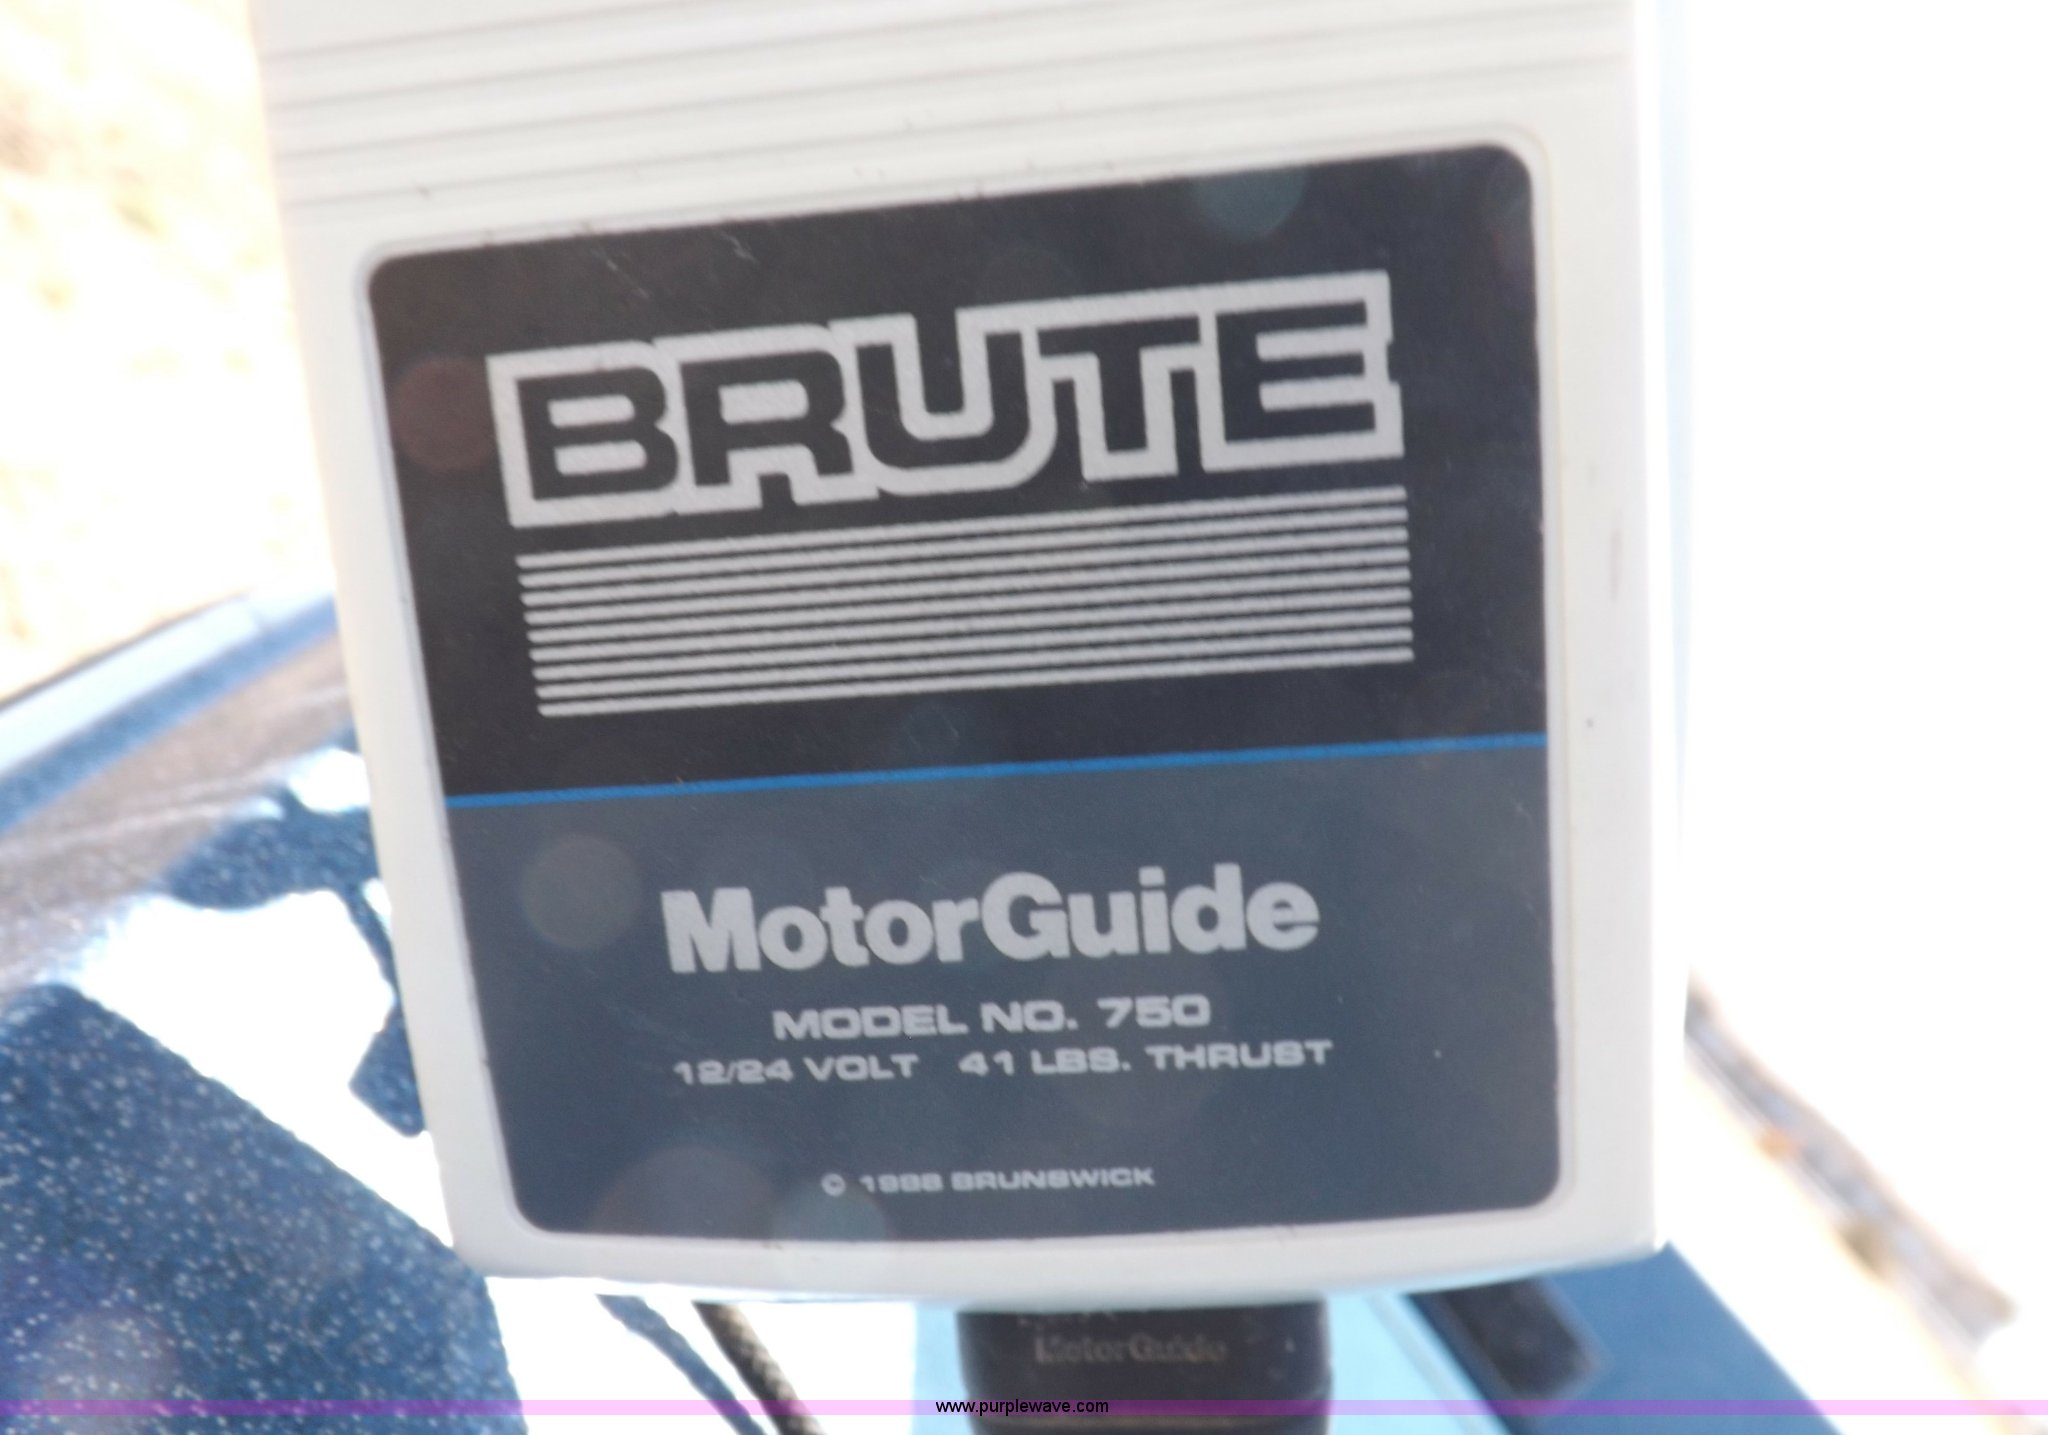 BRUTE
MotorGuide
MODEL NO. 750
12/24 VOLT 41 LBS. THRUST
© 1988 BRUNSWICK
MotorGuide
www.purplewave.com